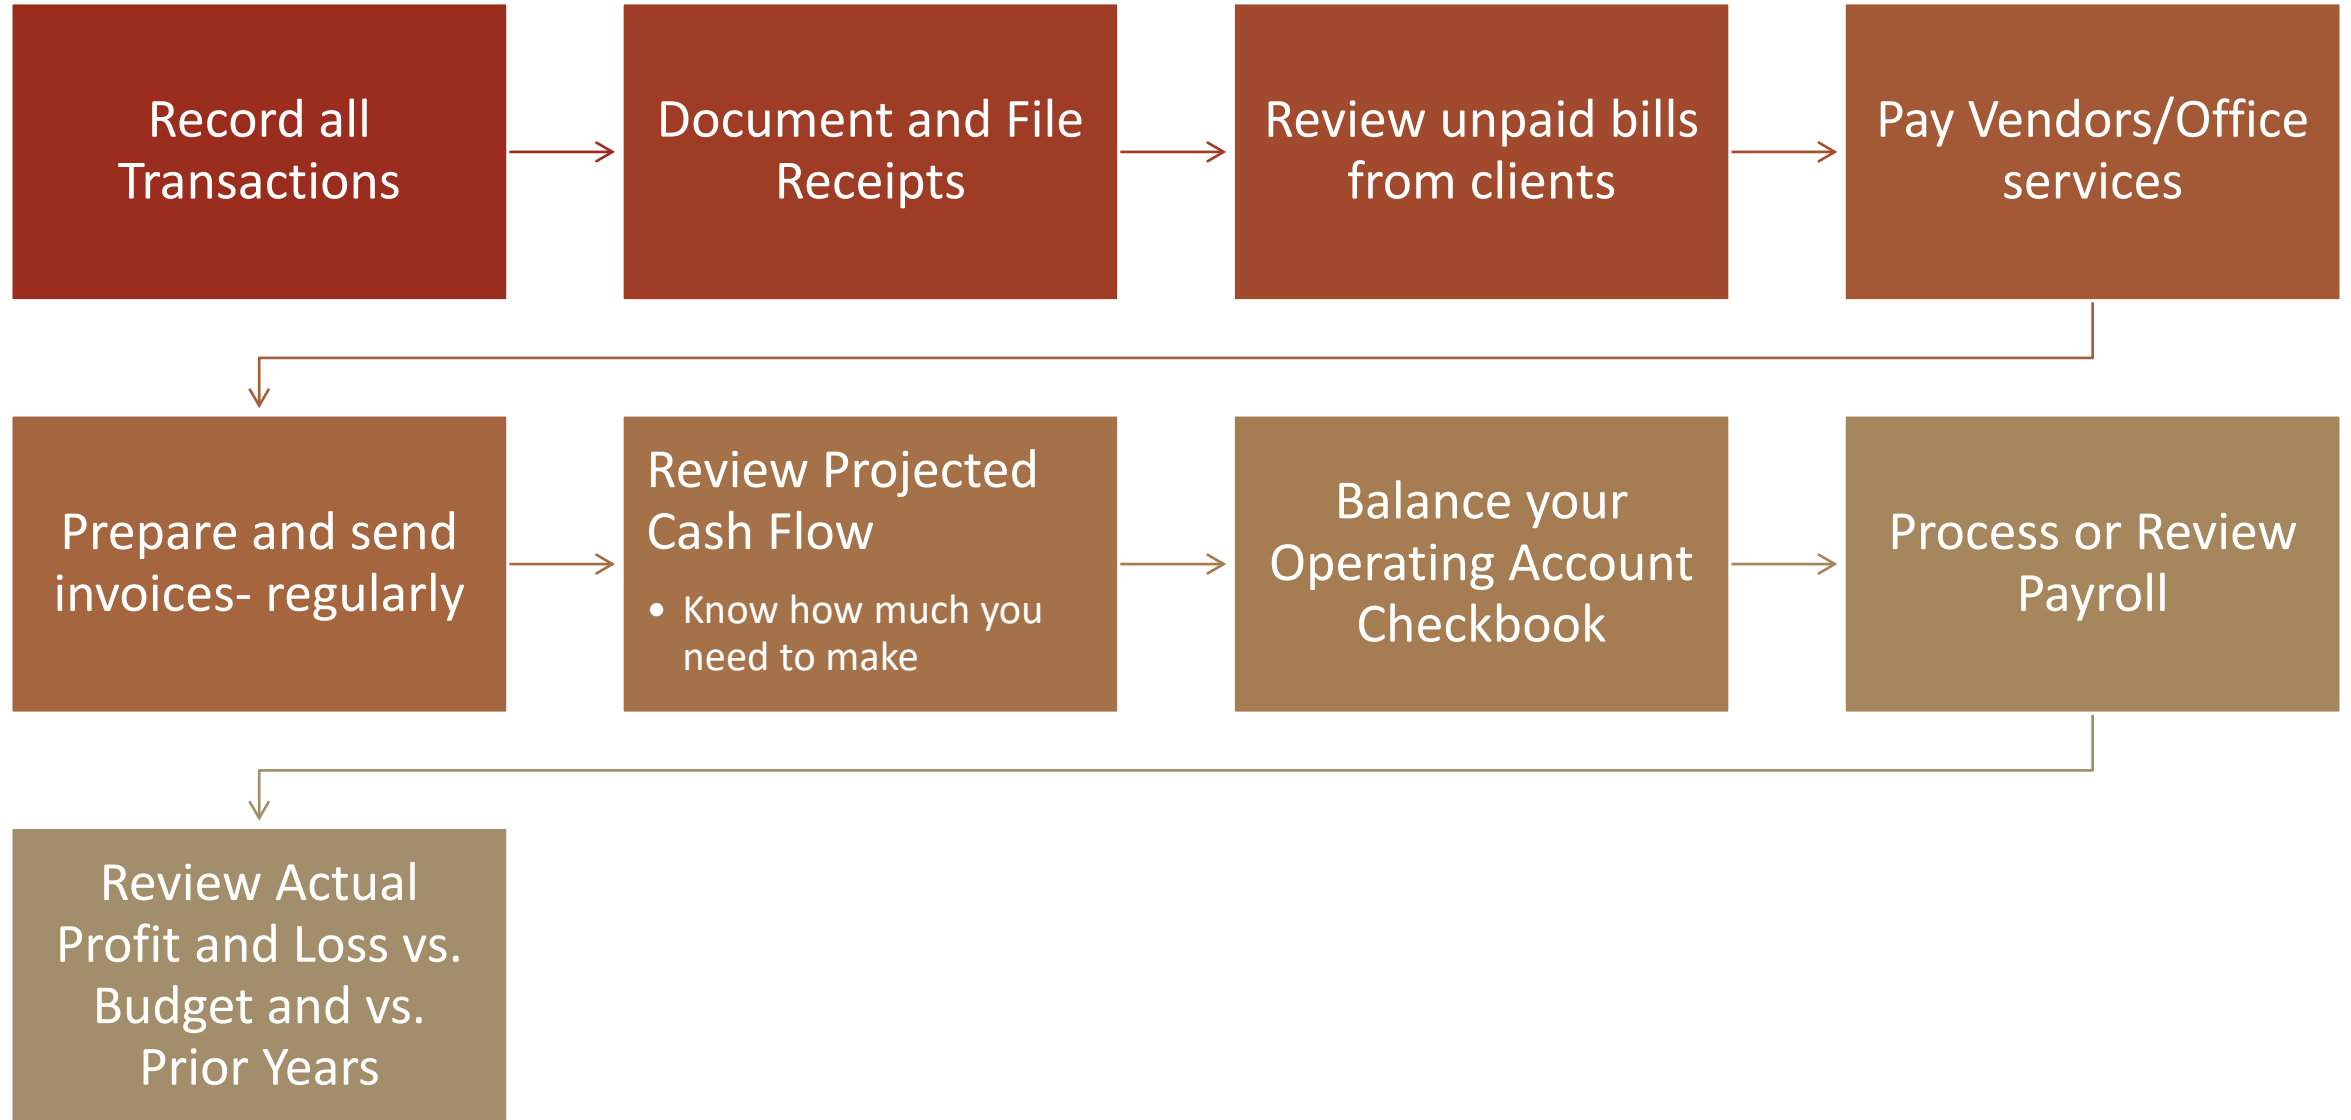 Record all
Transactions
Document and File
Receipts
Review unpaid bills
from clients
Pay Vendors/Office
services
Prepare and send
invoices- regularly
Review Projected
Cash Flow
• Know how much you
need to make
Balance your
Operating Account
Checkbook
Process or Review
Payroll
Review Actual
Profit and Loss vs.
Budget and vs.
Prior Years